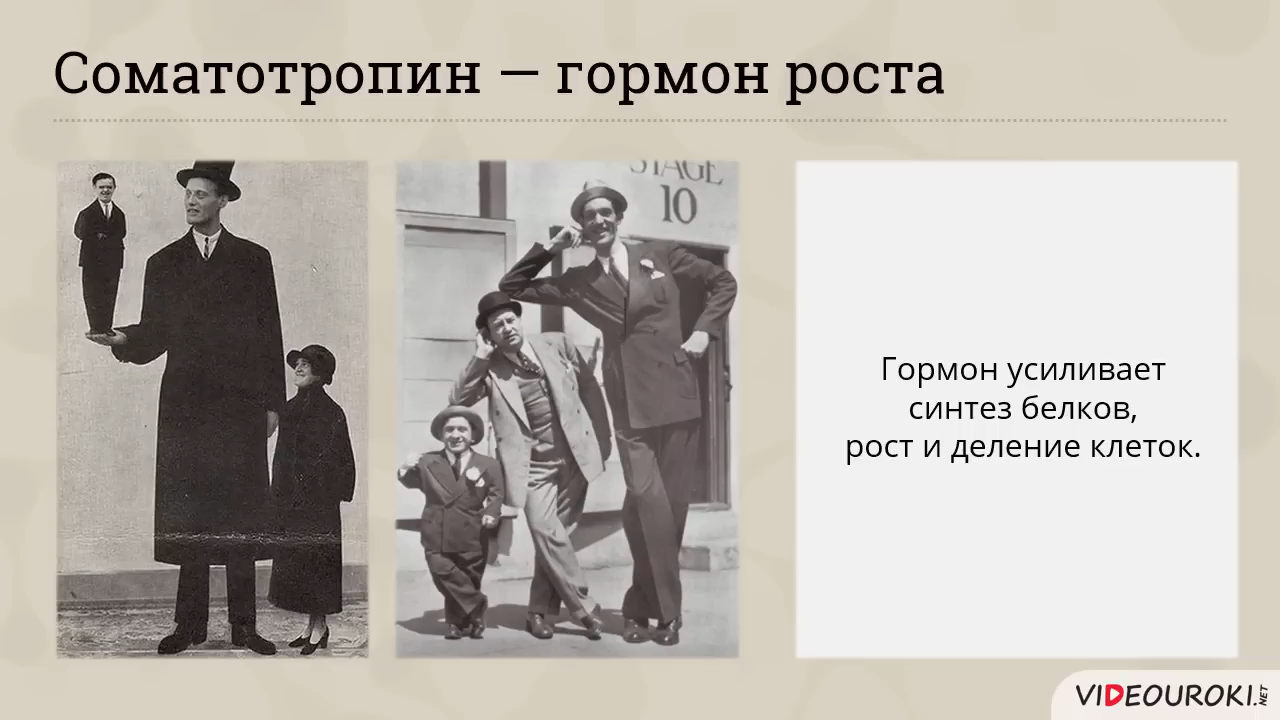 Соматотропин — гормон роста
STAGE
10
Гормон усиливает
синтез белков,
рост и деление клеток.
VIDEOUROKI.NET